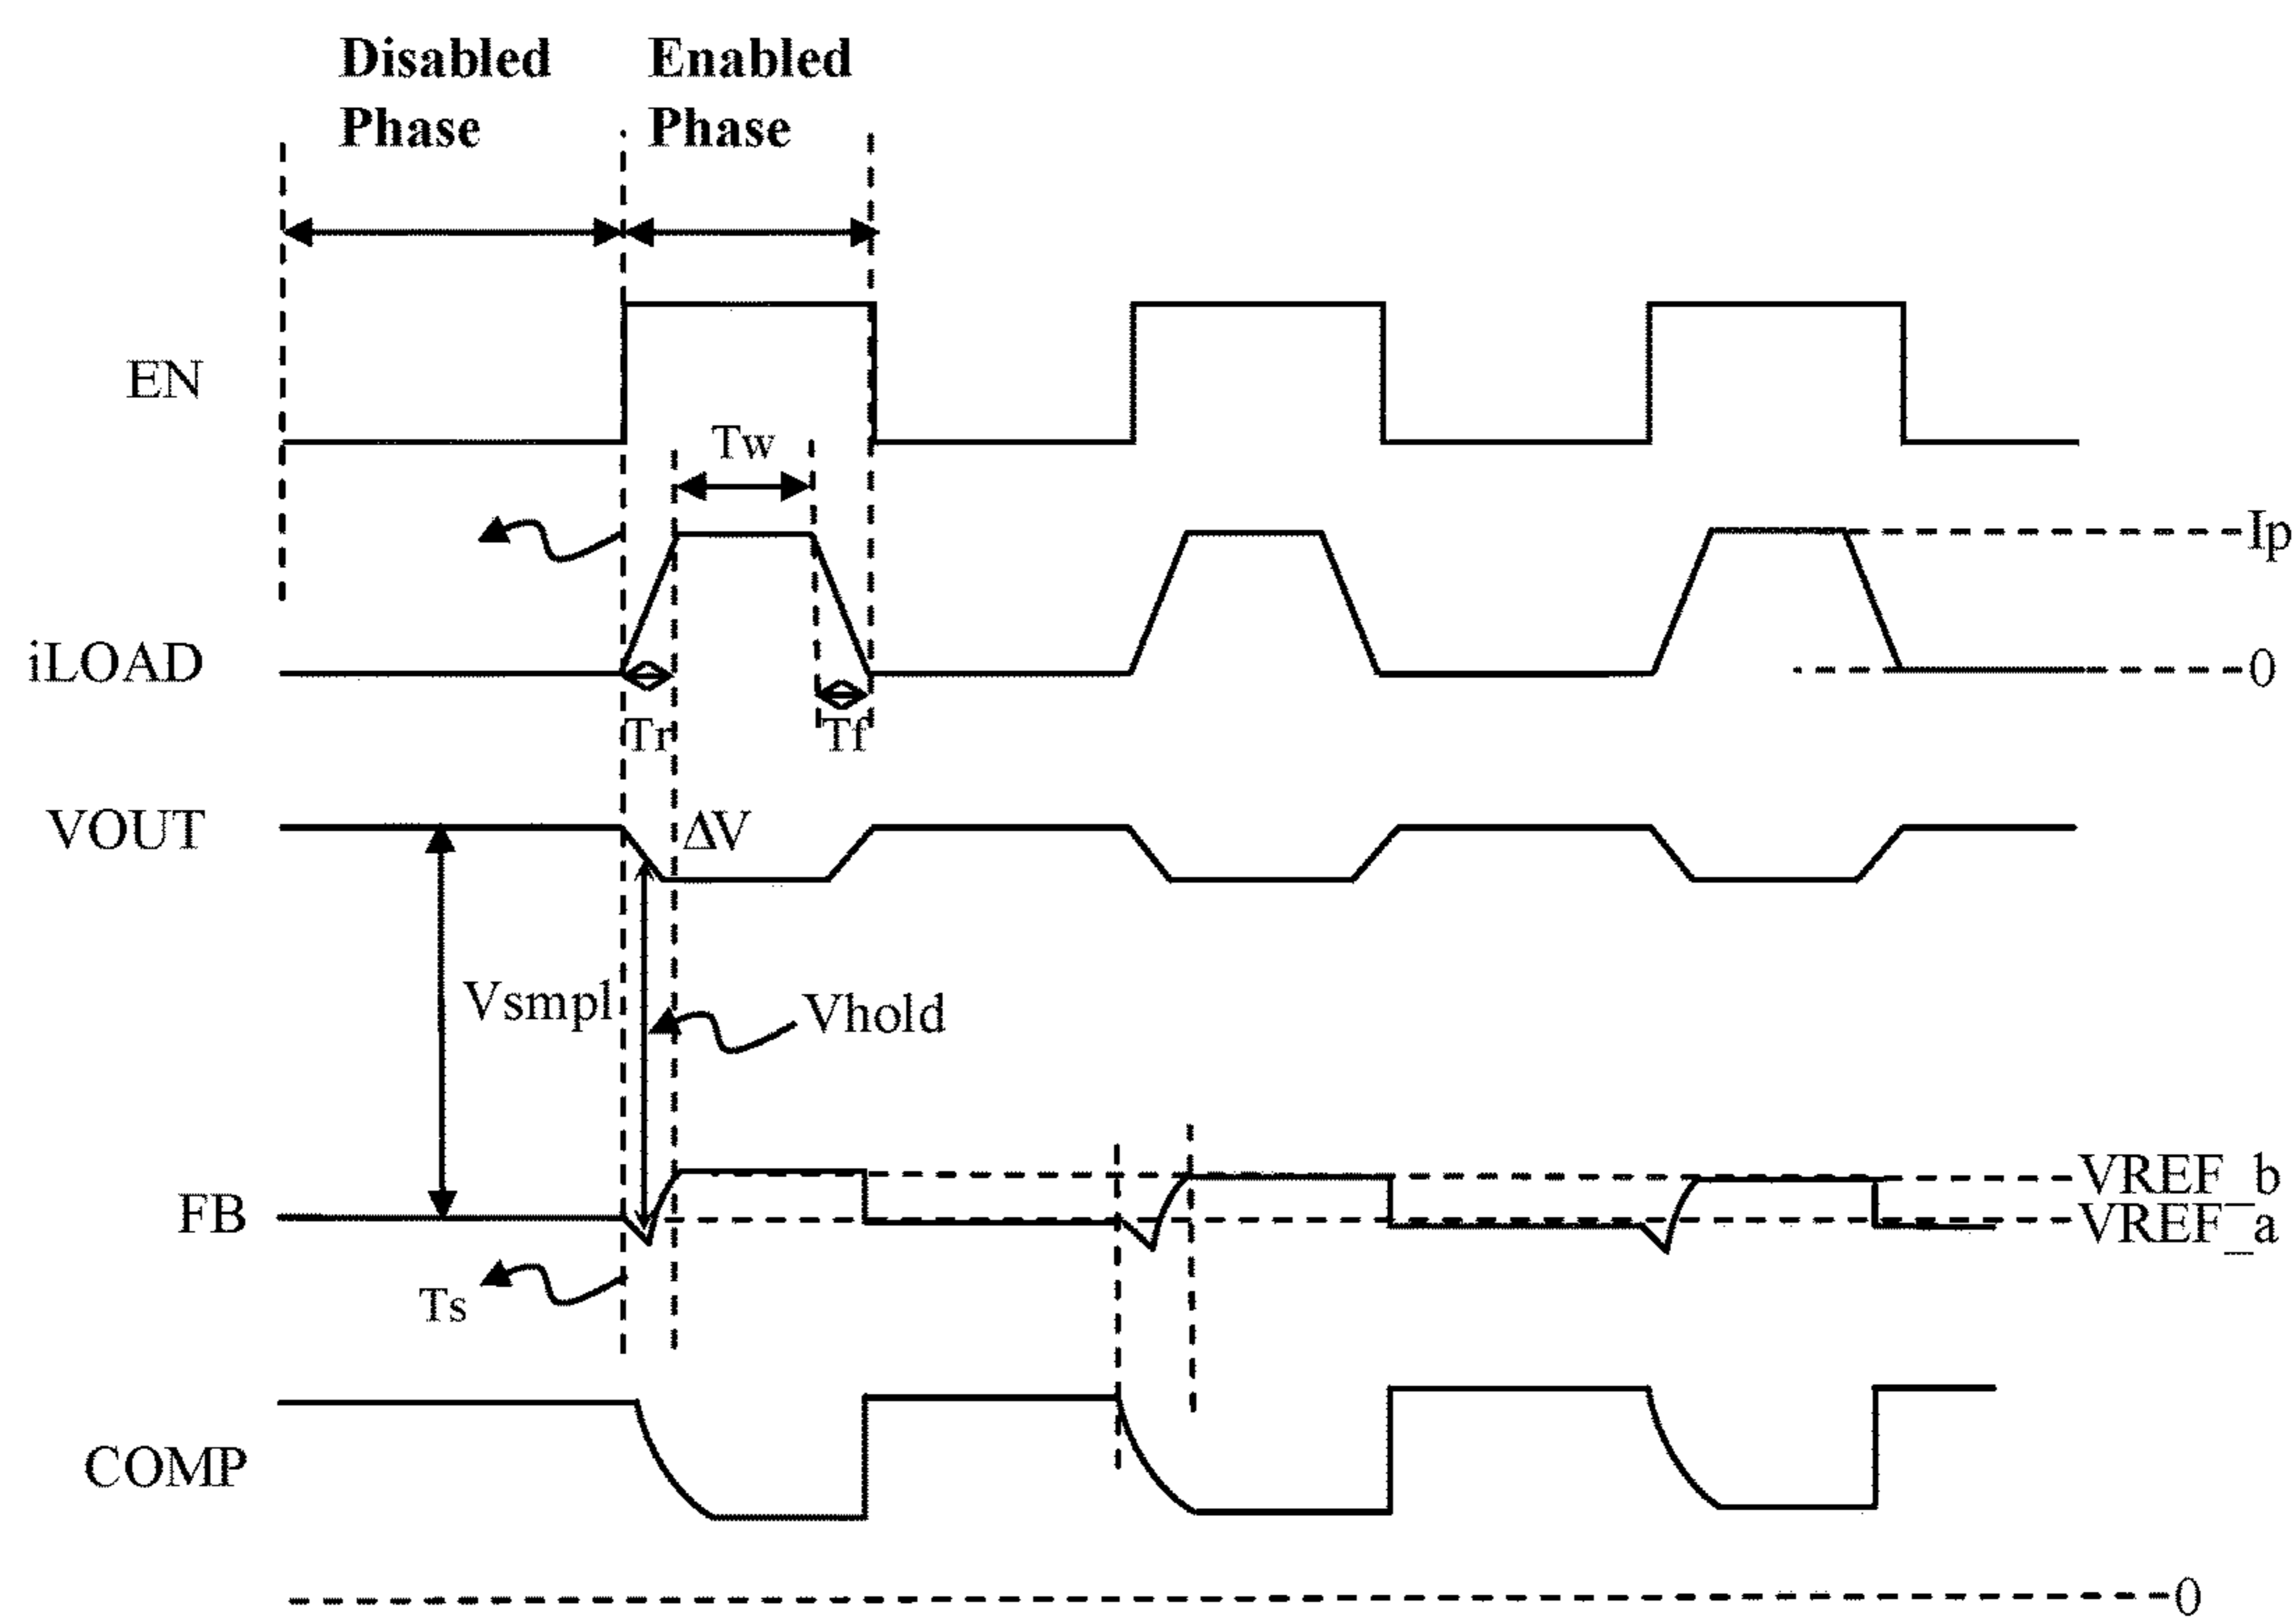 Disabled Phase
Enabled Phase
EN
Tw
Ip
iLOAD
0
Tr
Tf
VOUT
ΔV
Vsmpl
Vhold
VREF_b
FB
VREF_a
Ts
COMP
0